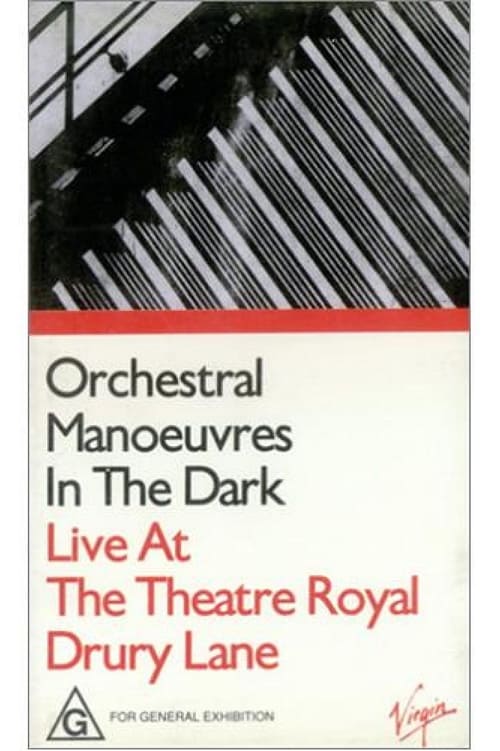 Orchestral
Manoeuvres
In The Dark
Live At
The Theatre Royal
Drury Lane
G FOR GENERAL EXHIBITION
Virgin